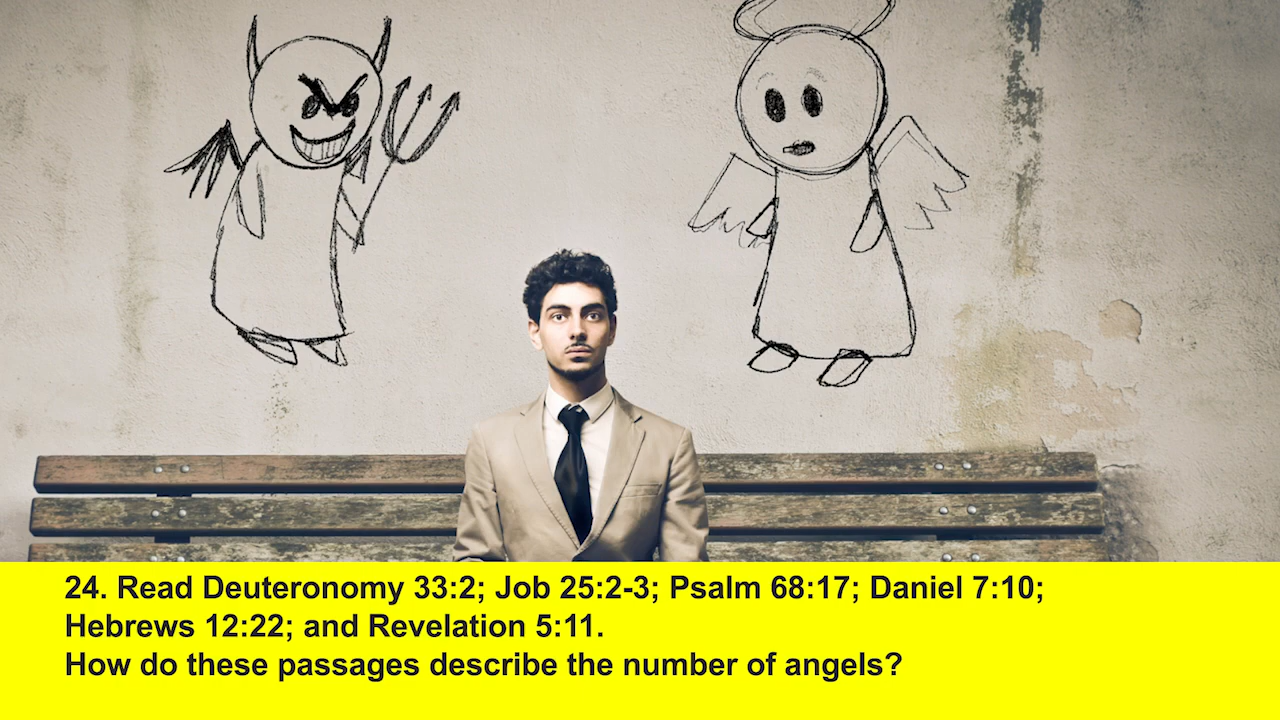 24. Read Deuteronomy 33:2; Job 25:2-3; Psalm 68:17; Daniel 7:10;
Hebrews 12:22; and Revelation 5:11.
How do these passages describe the number of angels?